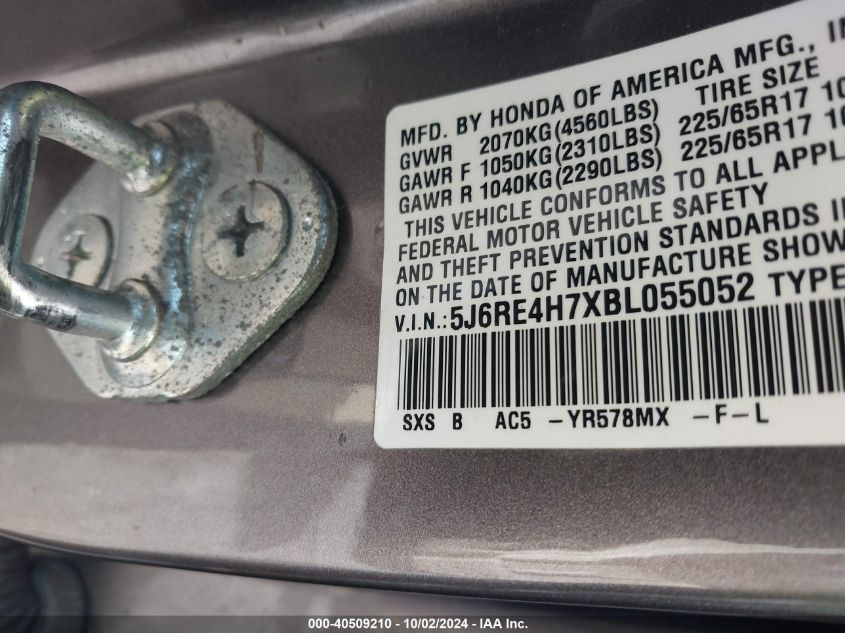 MFD. BY HONDA OF AMERICA MFG.,
GVWR 2070KG(4560LBS) TIRE SIZE
GAWR F 1050KG(2310LBS) 225/65R17
GAWR R 1040KG(2290LBS) 225/65R17
THIS VEHICLE CONFORMS TO ALL
FEDERAL MOTOR VEHICLE SAFETY
AND THEFT PREVENTION STANDARDS
ON THE DATE OF MANUFACTURE
V.I.N.: 5J6RE4H7XBL055052 TYPE
SXS B AC5 -YR578MX -F-L
000-40509210 - 10/02/2024 - IAA Inc.